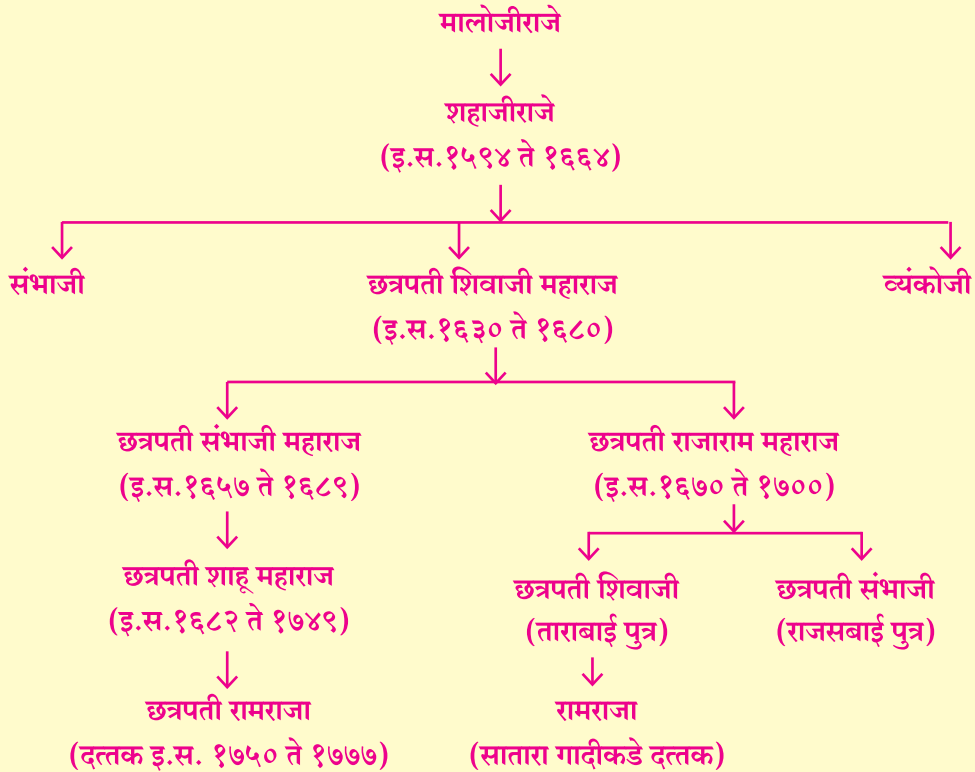 मालोजीराजे
शहाजीराजे
(इ.स.१५९४ ते १६६४)
संभाजी
छत्रपती शिवाजी महाराज
(इ.स.१६३० ते १६८०)
व्यंकोजी
छत्रपती संभाजी महाराज
(इ.स.१६५७ ते १६८९)
छत्रपती राजाराम महाराज
(इ.स.१६७० ते १७००)
छत्रपती शाहू महाराज
(इ.स.१६८२ ते १७४९)
छत्रपती शिवाजी
(ताराबाई पुत्र)
छत्रपती संभाजी
(राजसबाई पुत्र)
छत्रपती रामराजा
(दत्तक इ.स. १७५० ते १७७७)
रामराजा
(सातारा गादीकडे दत्तक)